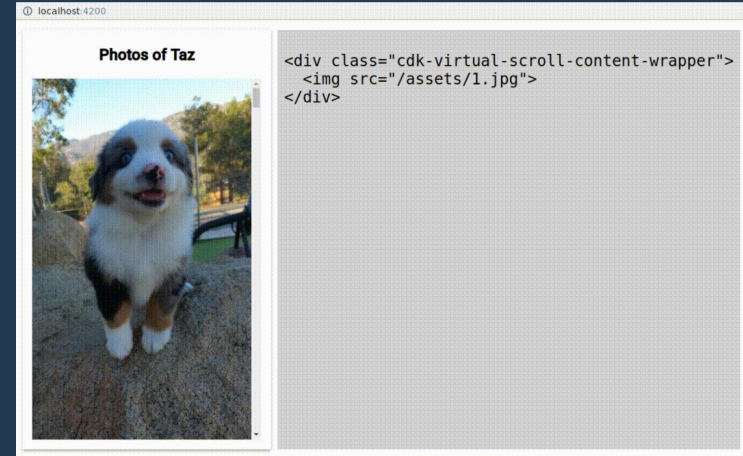 localhost:4200
Photos of Taz
<div class="cdk-virtual-scroll-content-wrapper">
  <img src="/assets/1.jpg">
</div>